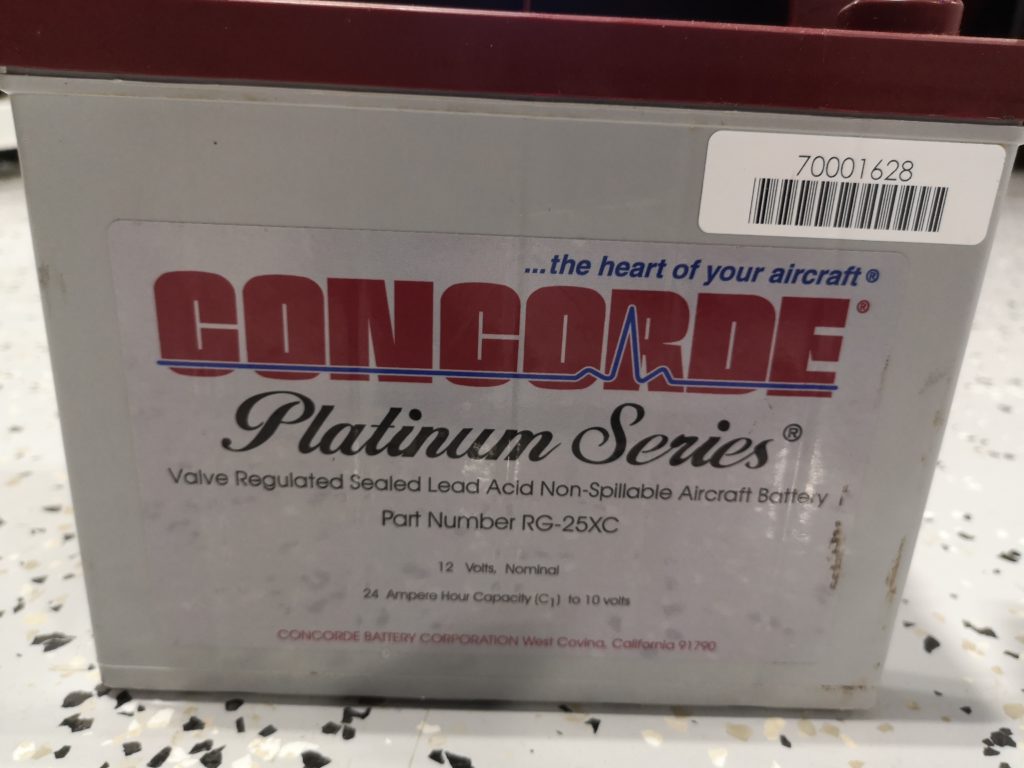 70001628
...the heart of your aircraft®
CONCORDE®
Platinum Series®
Valve Regulated Sealed Lead Acid Non-Spillable Aircraft Battery
Part Number RG-25XC
12 Volts, Nominal
24 Ampere Hour Capacity (C1) to 10 volts
CONCORDE BATTERY CORPORATION West Covina, California 91790